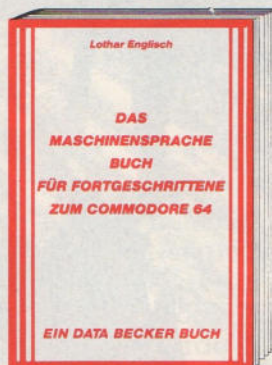 Lothar Englisch
DAS
MASCHINENSPRACHE
BUCH
FÜR FORTGESCHRITTENE
ZUM COMMODORE 64
EIN DATA BECKER BUCH